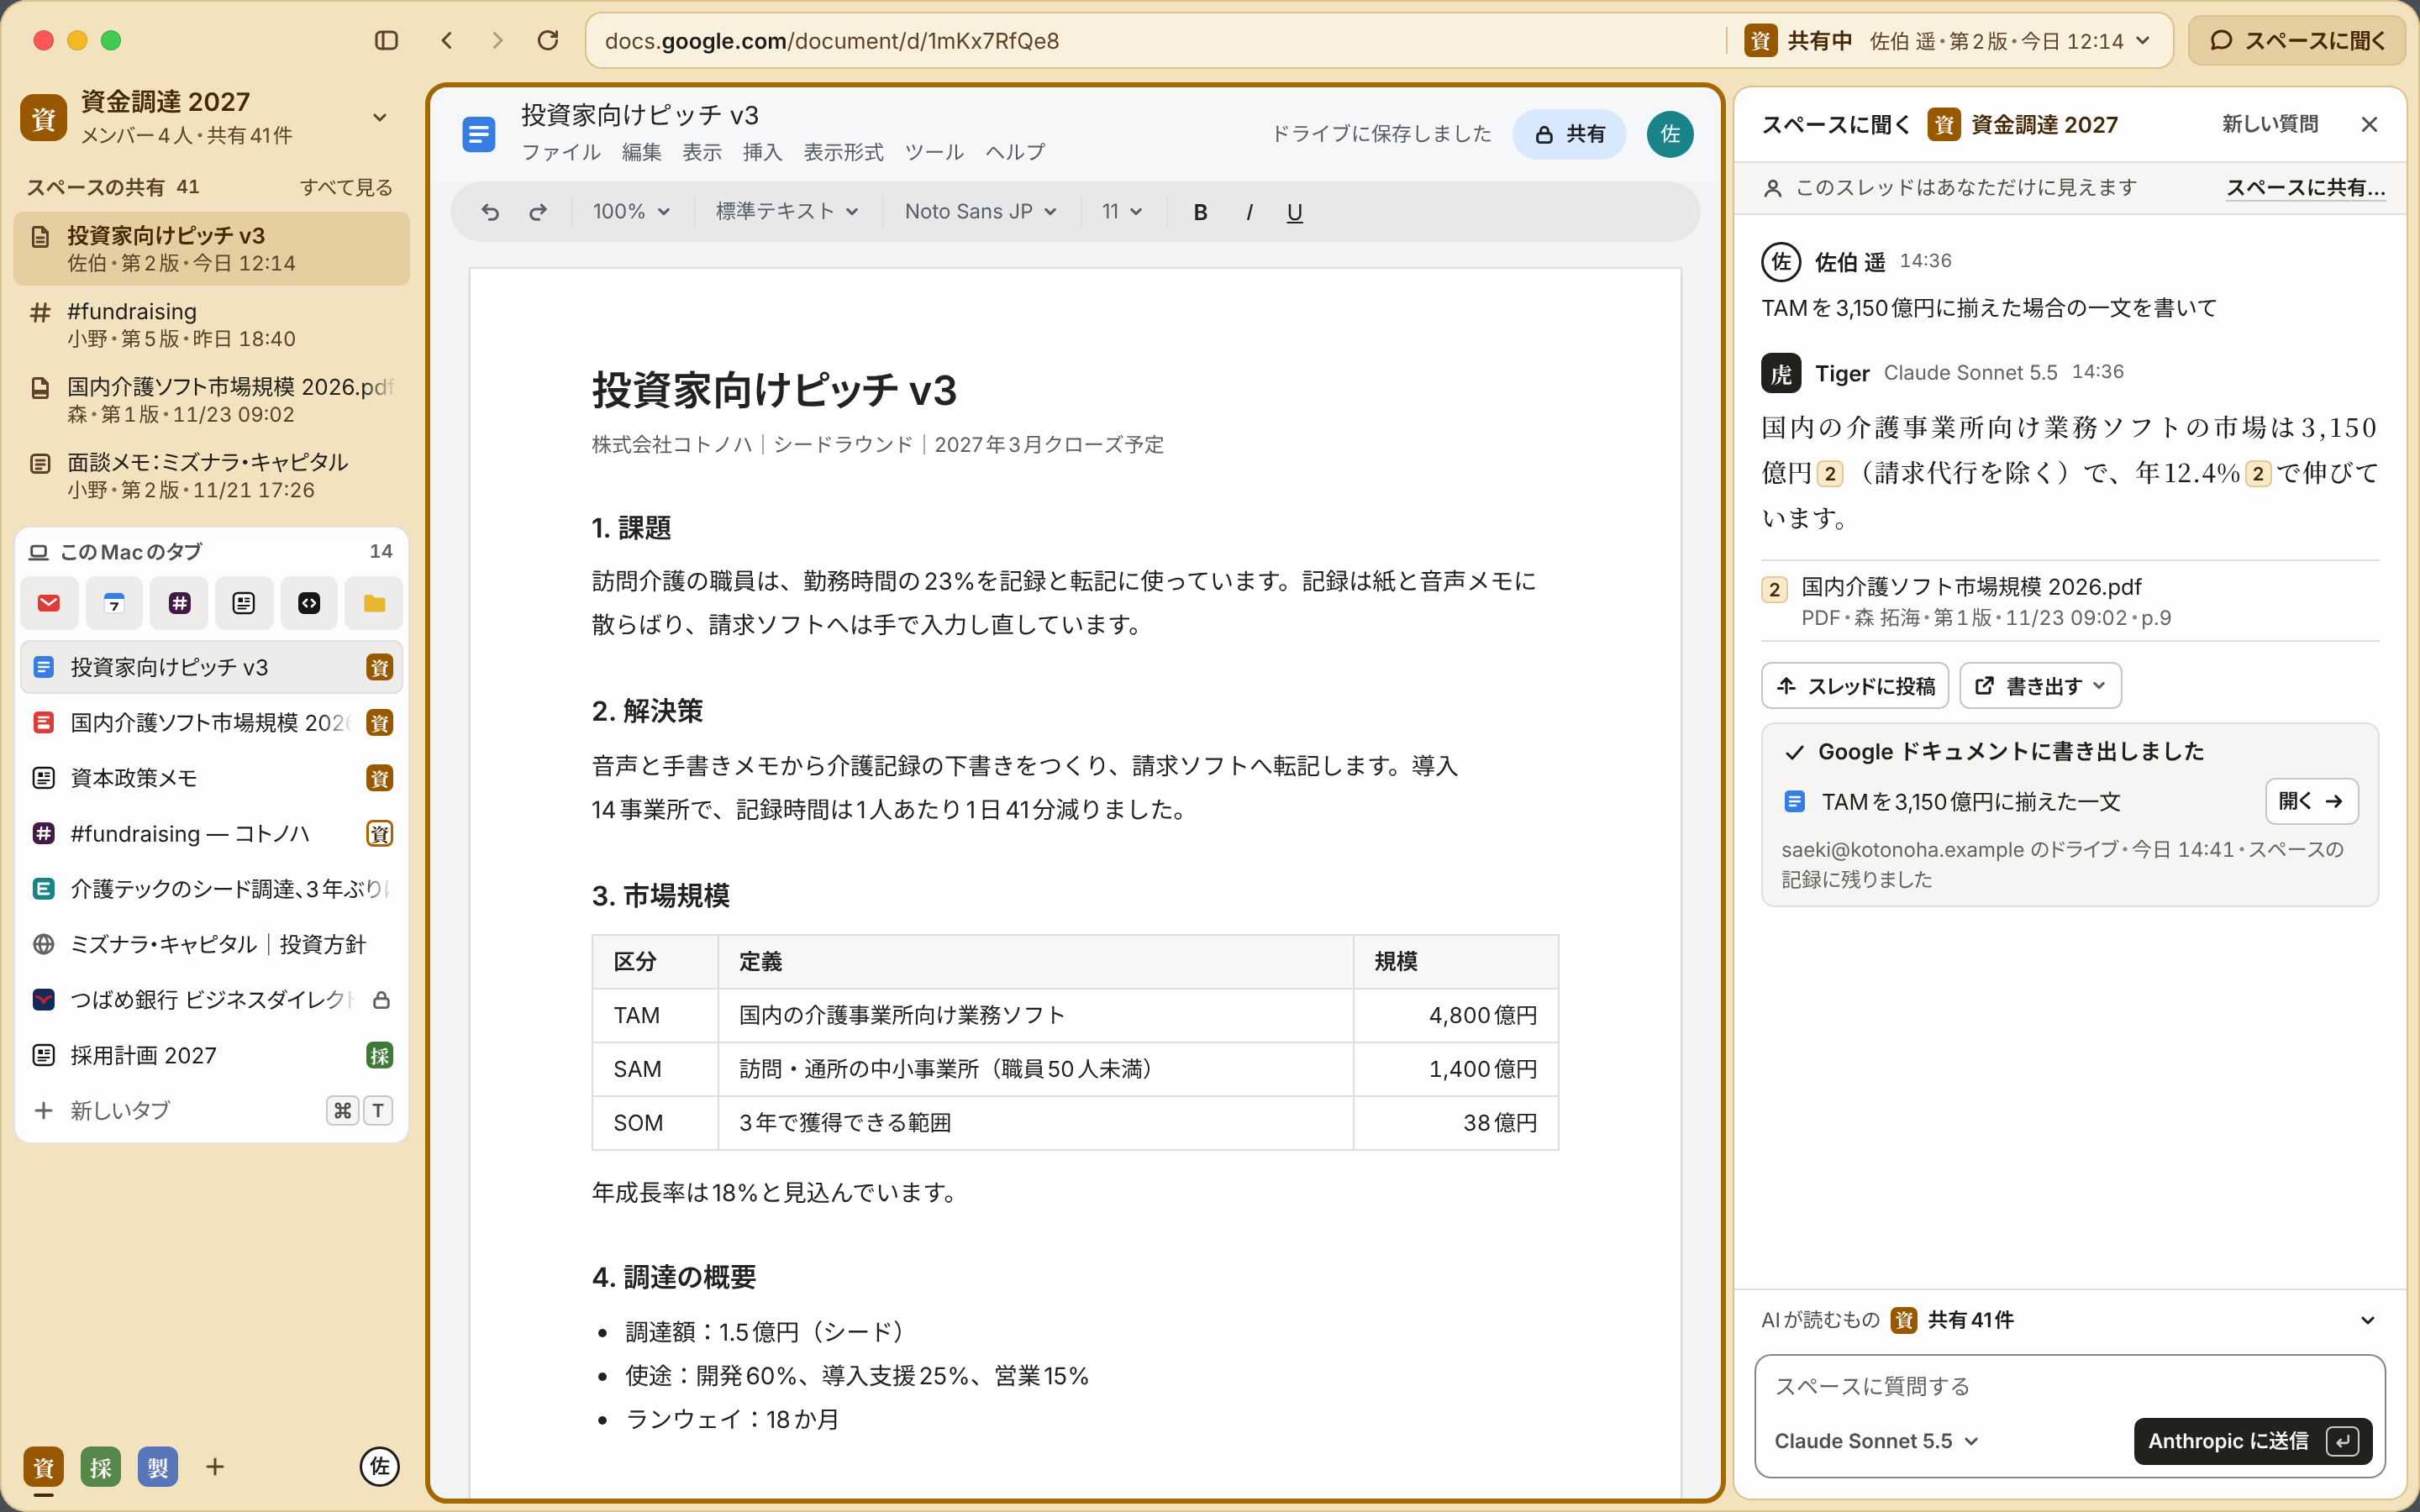 docs.google.com/document/d/1mKx7RfQe8
資 共有中 佐伯 遥・第2版・今日 12:14
スペースに聞く
資 資金調達 2027
メンバー4人・共有41件
スペースの共有 41 すべて見る
投資家向けピッチ v3
佐伯・第2版・今日 12:14
#fundraising
小野・第5版・昨日 18:40
国内介護ソフト市場規模 2026.pdf
森・第1版・11/23 09:02
面談メモ：ミズナラ・キャピタル
小野・第2版・11/21 17:26
このMacのタブ 14
7
投資家向けピッチ v3 資
国内介護ソフト市場規模 2026 資
資本政策メモ 資
#fundraising — コトノハ 資
介護テックのシード調達、3年ぶりに
ミズナラ・キャピタル｜投資方針
つばめ銀行 ビジネスダイレクト
採用計画 2027 採
新しいタブ ⌘ T
資 採 製 佐
投資家向けピッチ v3
ファイル 編集 表示 挿入 表示形式 ツール ヘルプ
ドライブに保存しました 共有 佐
100% 標準テキスト Noto Sans JP 11 B I U
投資家向けピッチ v3
株式会社コトノハ｜シードラウンド｜2027年3月クローズ予定
1. 課題
訪問介護の職員は、勤務時間の23%を記録と転記に使っています。記録は紙と音声メモに
散らばり、請求ソフトへは手で入力し直しています。
2. 解決策
音声と手書きメモから介護記録の下書きをつくり、請求ソフトへ転記します。導入
14事業所で、記録時間は1人あたり1日41分減りました。
3. 市場規模
区分 定義 規模
TAM 国内の介護事業所向け業務ソフト 4,800億円
SAM 訪問・通所の中小事業所（職員50人未満） 1,400億円
SOM 3年で獲得できる範囲 38億円
年成長率は18%と見込んでいます。
4. 調達の概要
• 調達額：1.5億円（シード）
• 使途：開発60%、導入支援25%、営業15%
• ランウェイ：18か月
スペースに聞く 資 資金調達 2027 新しい質問
このスレッドはあなただけに見えます スペースに共有…
佐 佐伯 遥 14:36
TAMを3,150億円に揃えた場合の一文を書いて
虎 Tiger Claude Sonnet 5.5 14:36
国内の介護事業所向け業務ソフトの市場は3,150
億円 2 （請求代行を除く）で、年12.4% 2 で伸びて
います。
2 国内介護ソフト市場規模 2026.pdf
PDF・森 拓海・第1版・11/23 09:02・p.9
スレッドに投稿 書き出す
Google ドキュメントに書き出しました
TAMを3,150億円に揃えた一文 開く
saeki@kotonoha.example のドライブ・今日 14:41・スペースの
記録に残りました
AIが読むもの 資 共有41件
スペースに質問する
Claude Sonnet 5.5 Anthropic に送信